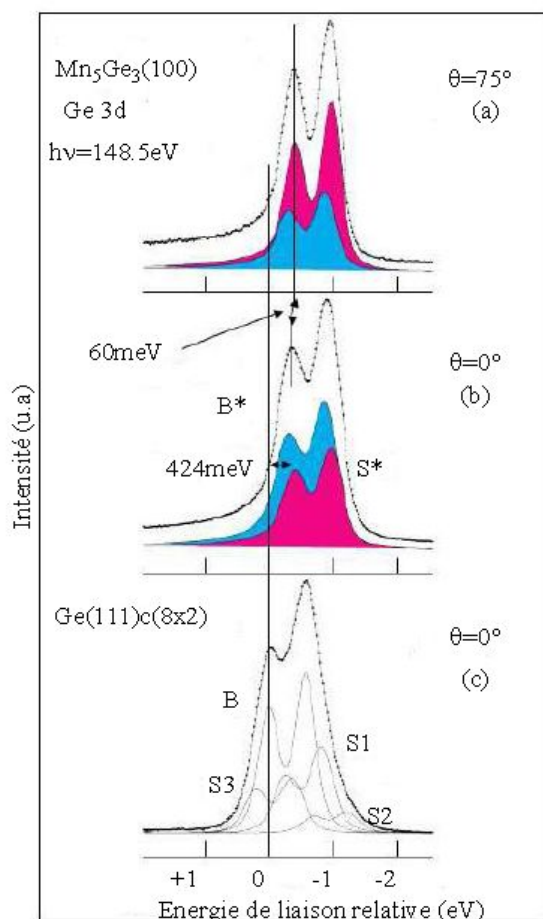 Mn₅Ge₃(100)
Ge 3d
hν=148.5eV
θ=75°
(a)
60meV
θ=0°
(b)
B*
424meV
S*
Intensité (u.a)
Ge(111)c(8x2)
θ=0°
(c)
B
S1
S3
S2
+1 0 -1 -2
Energie de liaison relative (eV)